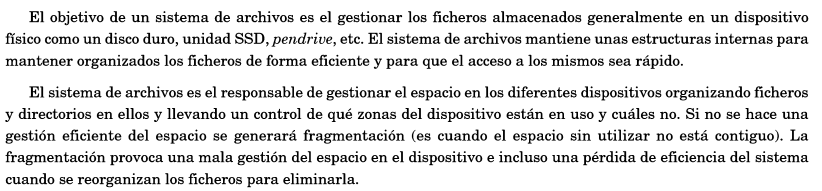 El objetivo de un sistema de archivos es el gestionar los ficheros almacenados generalmente en un dispositivo
físico como un disco duro, unidad SSD, pendrive, etc. El sistema de archivos mantiene unas estructuras internas para
mantener organizados los ficheros de forma eficiente y para que el acceso a los mismos sea rápido.
El sistema de archivos es el responsable de gestionar el espacio en los diferentes dispositivos organizando ficheros
y directorios en ellos y llevando un control de qué zonas del dispositivo están en uso y cuáles no. Si no se hace una
gestión eficiente del espacio se generará fragmentación (es cuando el espacio sin utilizar no está contiguo). La
fragmentación provoca una mala gestión del espacio en el dispositivo e incluso una pérdida de eficiencia del sistema
cuando se reorganizan los ficheros para eliminarla.